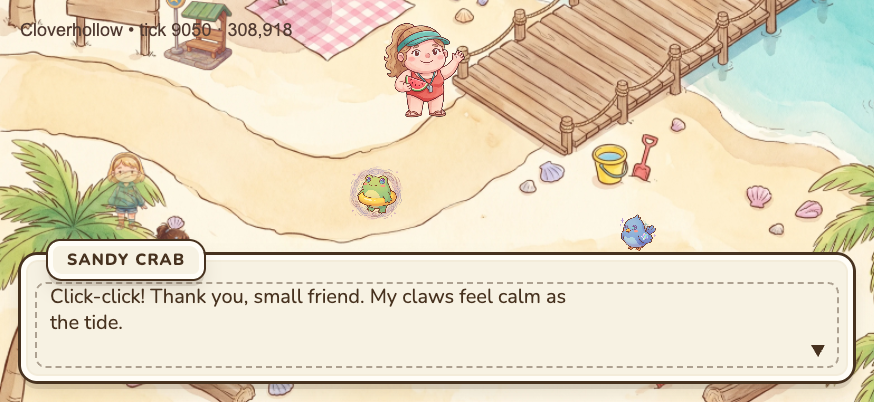 Cloverhollow • tick 9050 · 308,918
SANDY CRAB
Click-click! Thank you, small friend. My claws feel calm as
the tide.